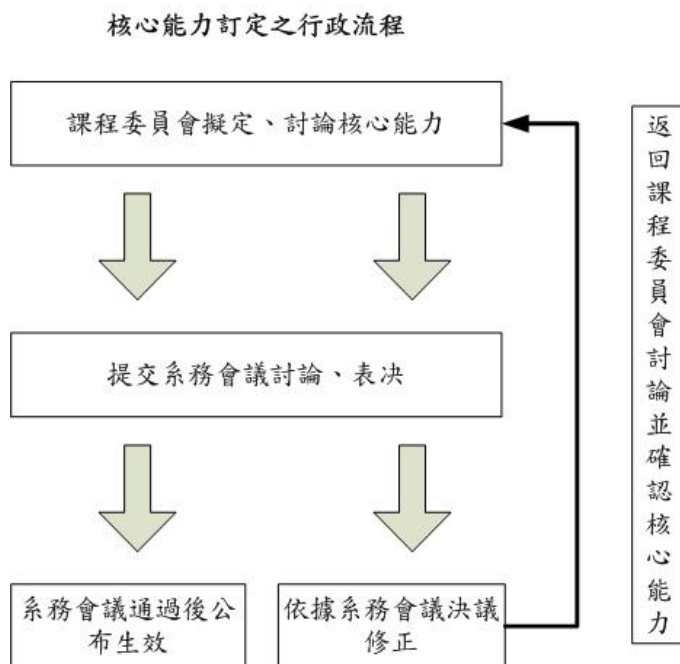 核心能力訂定之行政流程
課程委員會擬定、討論核心能力
提交系務會議討論、表決
系務會議通過後公
布生效
依據系務會議決議
修正
返回課程委員會討論並確認核心能力